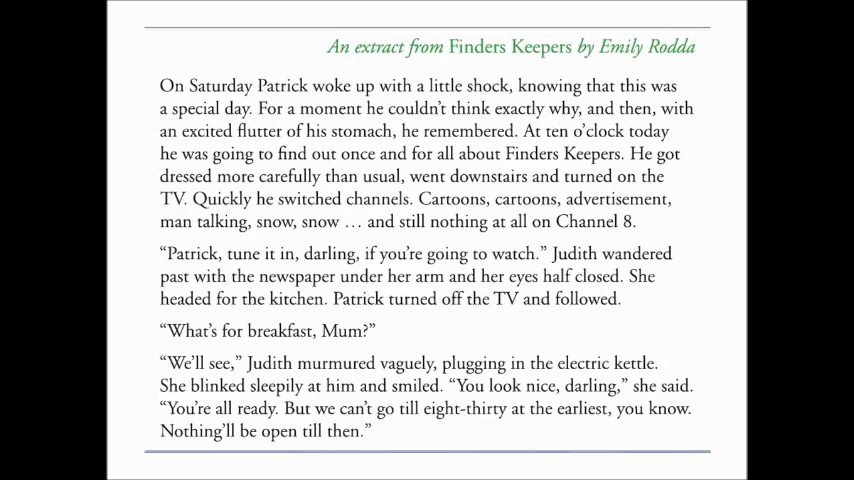 An extract from Finders Keepers by Emily Rodda
On Saturday Patrick woke up with a little shock, knowing that this was
a special day. For a moment he couldn’t think exactly why, and then, with
an excited flutter of his stomach, he remembered. At ten o’clock today
he was going to find out once and for all about Finders Keepers. He got
dressed more carefully than usual, went downstairs and turned on the
TV. Quickly he switched channels. Cartoons, cartoons, advertisement,
man talking, snow, snow … and still nothing at all on Channel 8.
“Patrick, tune it in, darling, if you’re going to watch.” Judith wandered
past with the newspaper under her arm and her eyes half closed. She
headed for the kitchen. Patrick turned off the TV and followed.
“What’s for breakfast, Mum?”
“We’ll see,” Judith murmured vaguely, plugging in the electric kettle.
She blinked sleepily at him and smiled. “You look nice, darling,” she said.
“You’re all ready. But we can’t go till eight-thirty at the earliest, you know.
Nothing’ll be open till then.”